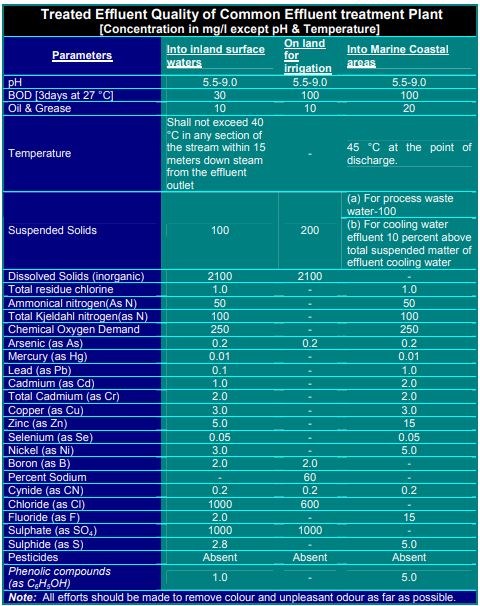 Treated Effluent Quality of Common Effluent treatment Plant
[Concentration in mg/l except pH & Temperature]
Parameters
Into inland surface
waters
On land
for
irrigation
Into Marine Coastal
areas
pH 5.5-9.0 5.5-9.0 5.5-9.0
BOD [3days at 27 °C] 30 100 100
Oil & Grease 10 10 20
Temperature
Shall not exceed 40
°C in any section of
the stream within 15
meters down steam
from the effluent
outlet
-
45 °C at the point of
discharge.
Suspended Solids 100 200
(a) For process waste
water-100
(b) For cooling water
effluent 10 percent above
total suspended matter of
effluent cooling water
Dissolved Solids (inorganic) 2100 2100 -
Total residue chlorine 1.0 - 1.0
Ammonical nitrogen(As N) 50 - 50
Total Kjeldahl nitrogen(as N) 100 - 100
Chemical Oxygen Demand 250 - 250
Arsenic (as As) 0.2 0.2 0.2
Mercury (as Hg) 0.01 - 0.01
Lead (as Pb) 0.1 - 1.0
Cadmium (as Cd) 1.0 - 2.0
Total Cadmium (as Cr) 2.0 - 2.0
Copper (as Cu) 3.0 - 3.0
Zinc (as Zn) 5.0 - 15
Selenium (as Se) 0.05 - 0.05
Nickel (as Ni) 3.0 - 5.0
Boron (as B) 2.0 2.0 -
Percent Sodium - 60 -
Cynide (as CN) 0.2 0.2 0.2
Chloride (as Cl) 1000 600 -
Fluoride (as F) 2.0 - 15
Sulphate (as SO₄) 1000 1000 -
Sulphide (as S) 2.8 - 5.0
Pesticides Absent Absent Absent
Phenolic compounds
(as C₆H₅OH) 1.0 - 5.0
Note: All efforts should be made to remove colour and unpleasant odour as far as possible.